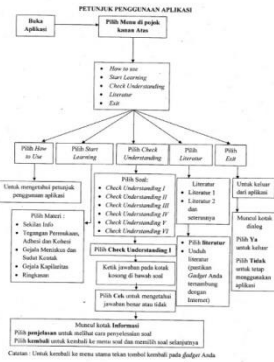 PETUNJUK PENGGUNAAN APLIKASI
Buka
Aplikasi
Pilih Menu di pojok
kanan Atas
How to use
Start Learning
Check Understanding
Literatur
Exit
Pilih How
to Use
Pilih Start
Learning
Pilih Check
Understanding
Pilih
Literatur
Pilih
Exit
Untuk mengetahui petunjuk
penggunaan aplikasi
Pilih Materi :
Sekilas Info
Tegangan Permukaan,
Adhesi dan Kohesi
Gejala Meniskus dan
Sudut Kontak
Gejala Kapilaritas
Ringkasan
Pilih Soal:
Check Understanding I
Check Understanding II
Check Understanding III
Check Understanding IV
Check Understanding V
Check Understanding VI
Pilih Check Understanding I
Ketik jawaban pada kotak
kosong di bawah soal
Pilih Cek untuk mengetahui
jawaban benar atau tidak
Muncul kotak Informasi
Pilih penjelasan untuk melihat cara penyelesaian soal
Pilih kembali untuk kembali ke menu soal dan memilih soal selanjutnya
Literatur
Literatur 1
Literatur 2
dan
seterusnya
Pilih literatur
Unduh
literatur
(pastikan
Gadget Anda
tersambung
dengan
Internet)
Untuk keluar
dari aplikasi
Muncul kotak
dialog
Pilih Ya
untuk
keluar
Pilih Tidak
untuk tetap
menggunakan
aplikasi
Catatan : Untuk kembali ke menu utama tekan tombol kembali pada gadget Anda